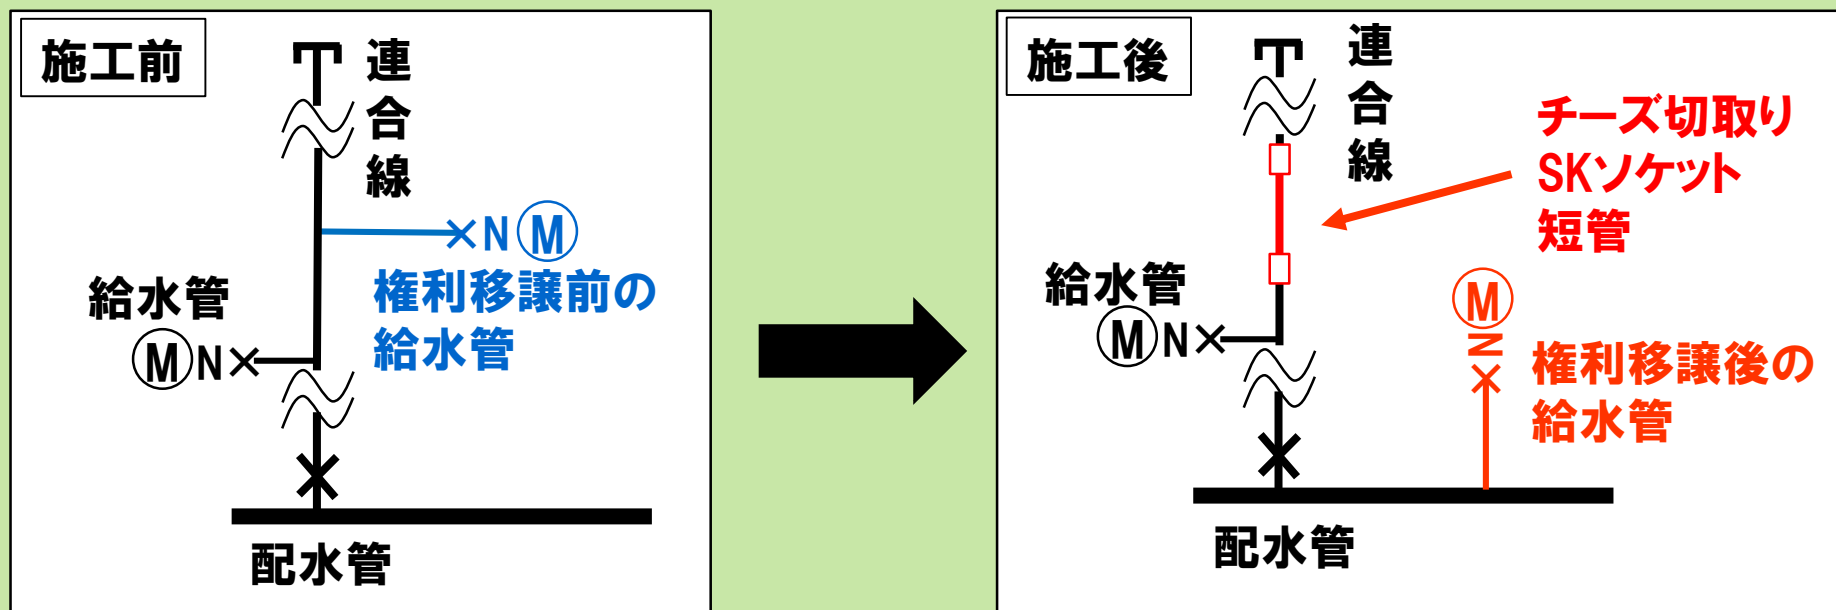 施工前
連合線
N M
権利移譲前の
給水管
給水管
M N
配水管
施工後
連合線
チーズ切取り
SKソケット
短管
給水管
M N
M
N
権利移譲後の
給水管
配水管